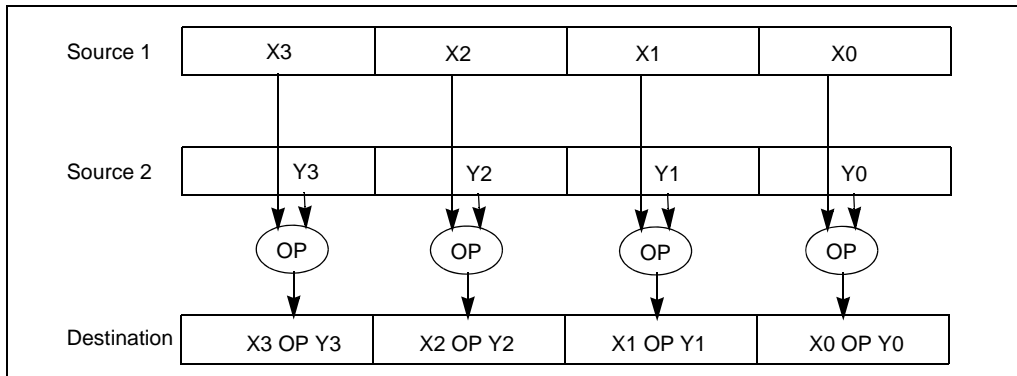 Source 1 X3 X2 X1 X0
Source 2 Y3 Y2 Y1 Y0
OP OP OP OP
Destination X3 OP Y3 X2 OP Y2 X1 OP Y1 X0 OP Y0